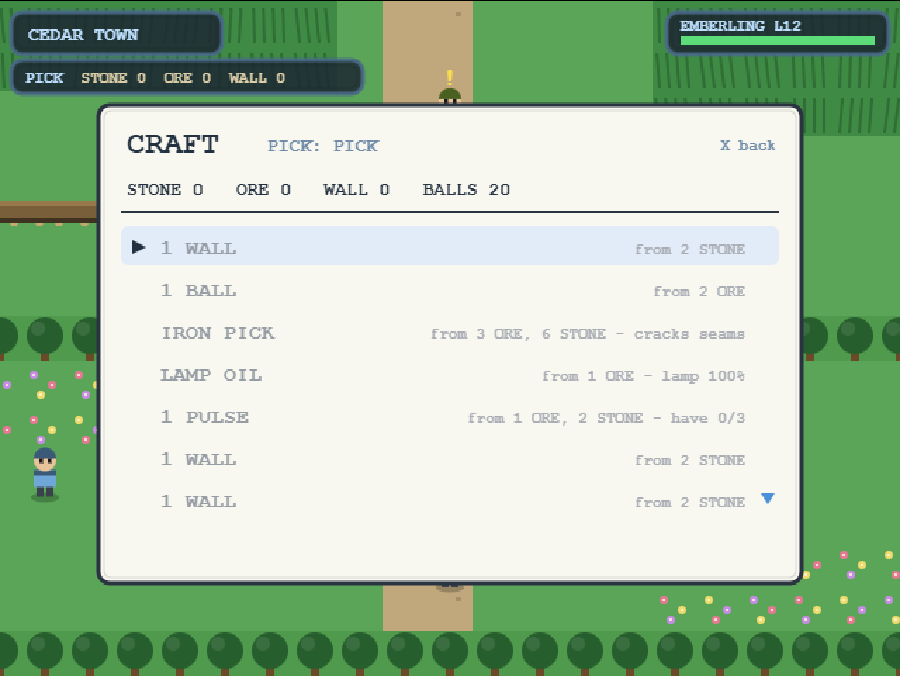 CEDAR TOWN
EMBERLING L12
PICK STONE 0 ORE 0 WALL 0
!
CRAFT PICK: PICK X back
STONE 0 ORE 0 WALL 0 BALLS 20
1 WALL from 2 STONE
1 BALL from 2 ORE
IRON PICK from 3 ORE, 6 STONE - cracks seams
LAMP OIL from 1 ORE - lamp 100%
1 PULSE from 1 ORE, 2 STONE - have 0/3
1 WALL from 2 STONE
1 WALL from 2 STONE